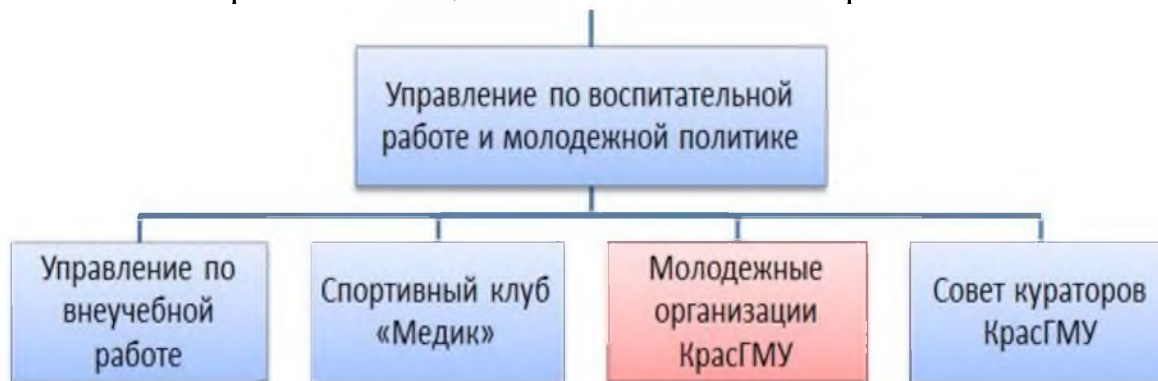 Управление по воспитательной
работе и молодежной политике
Управление по
внеучебной
работе
Спортивный клуб
«Медик»
Молодежные
организации
КрасГМУ
Совет кураторов
КрасГМУ